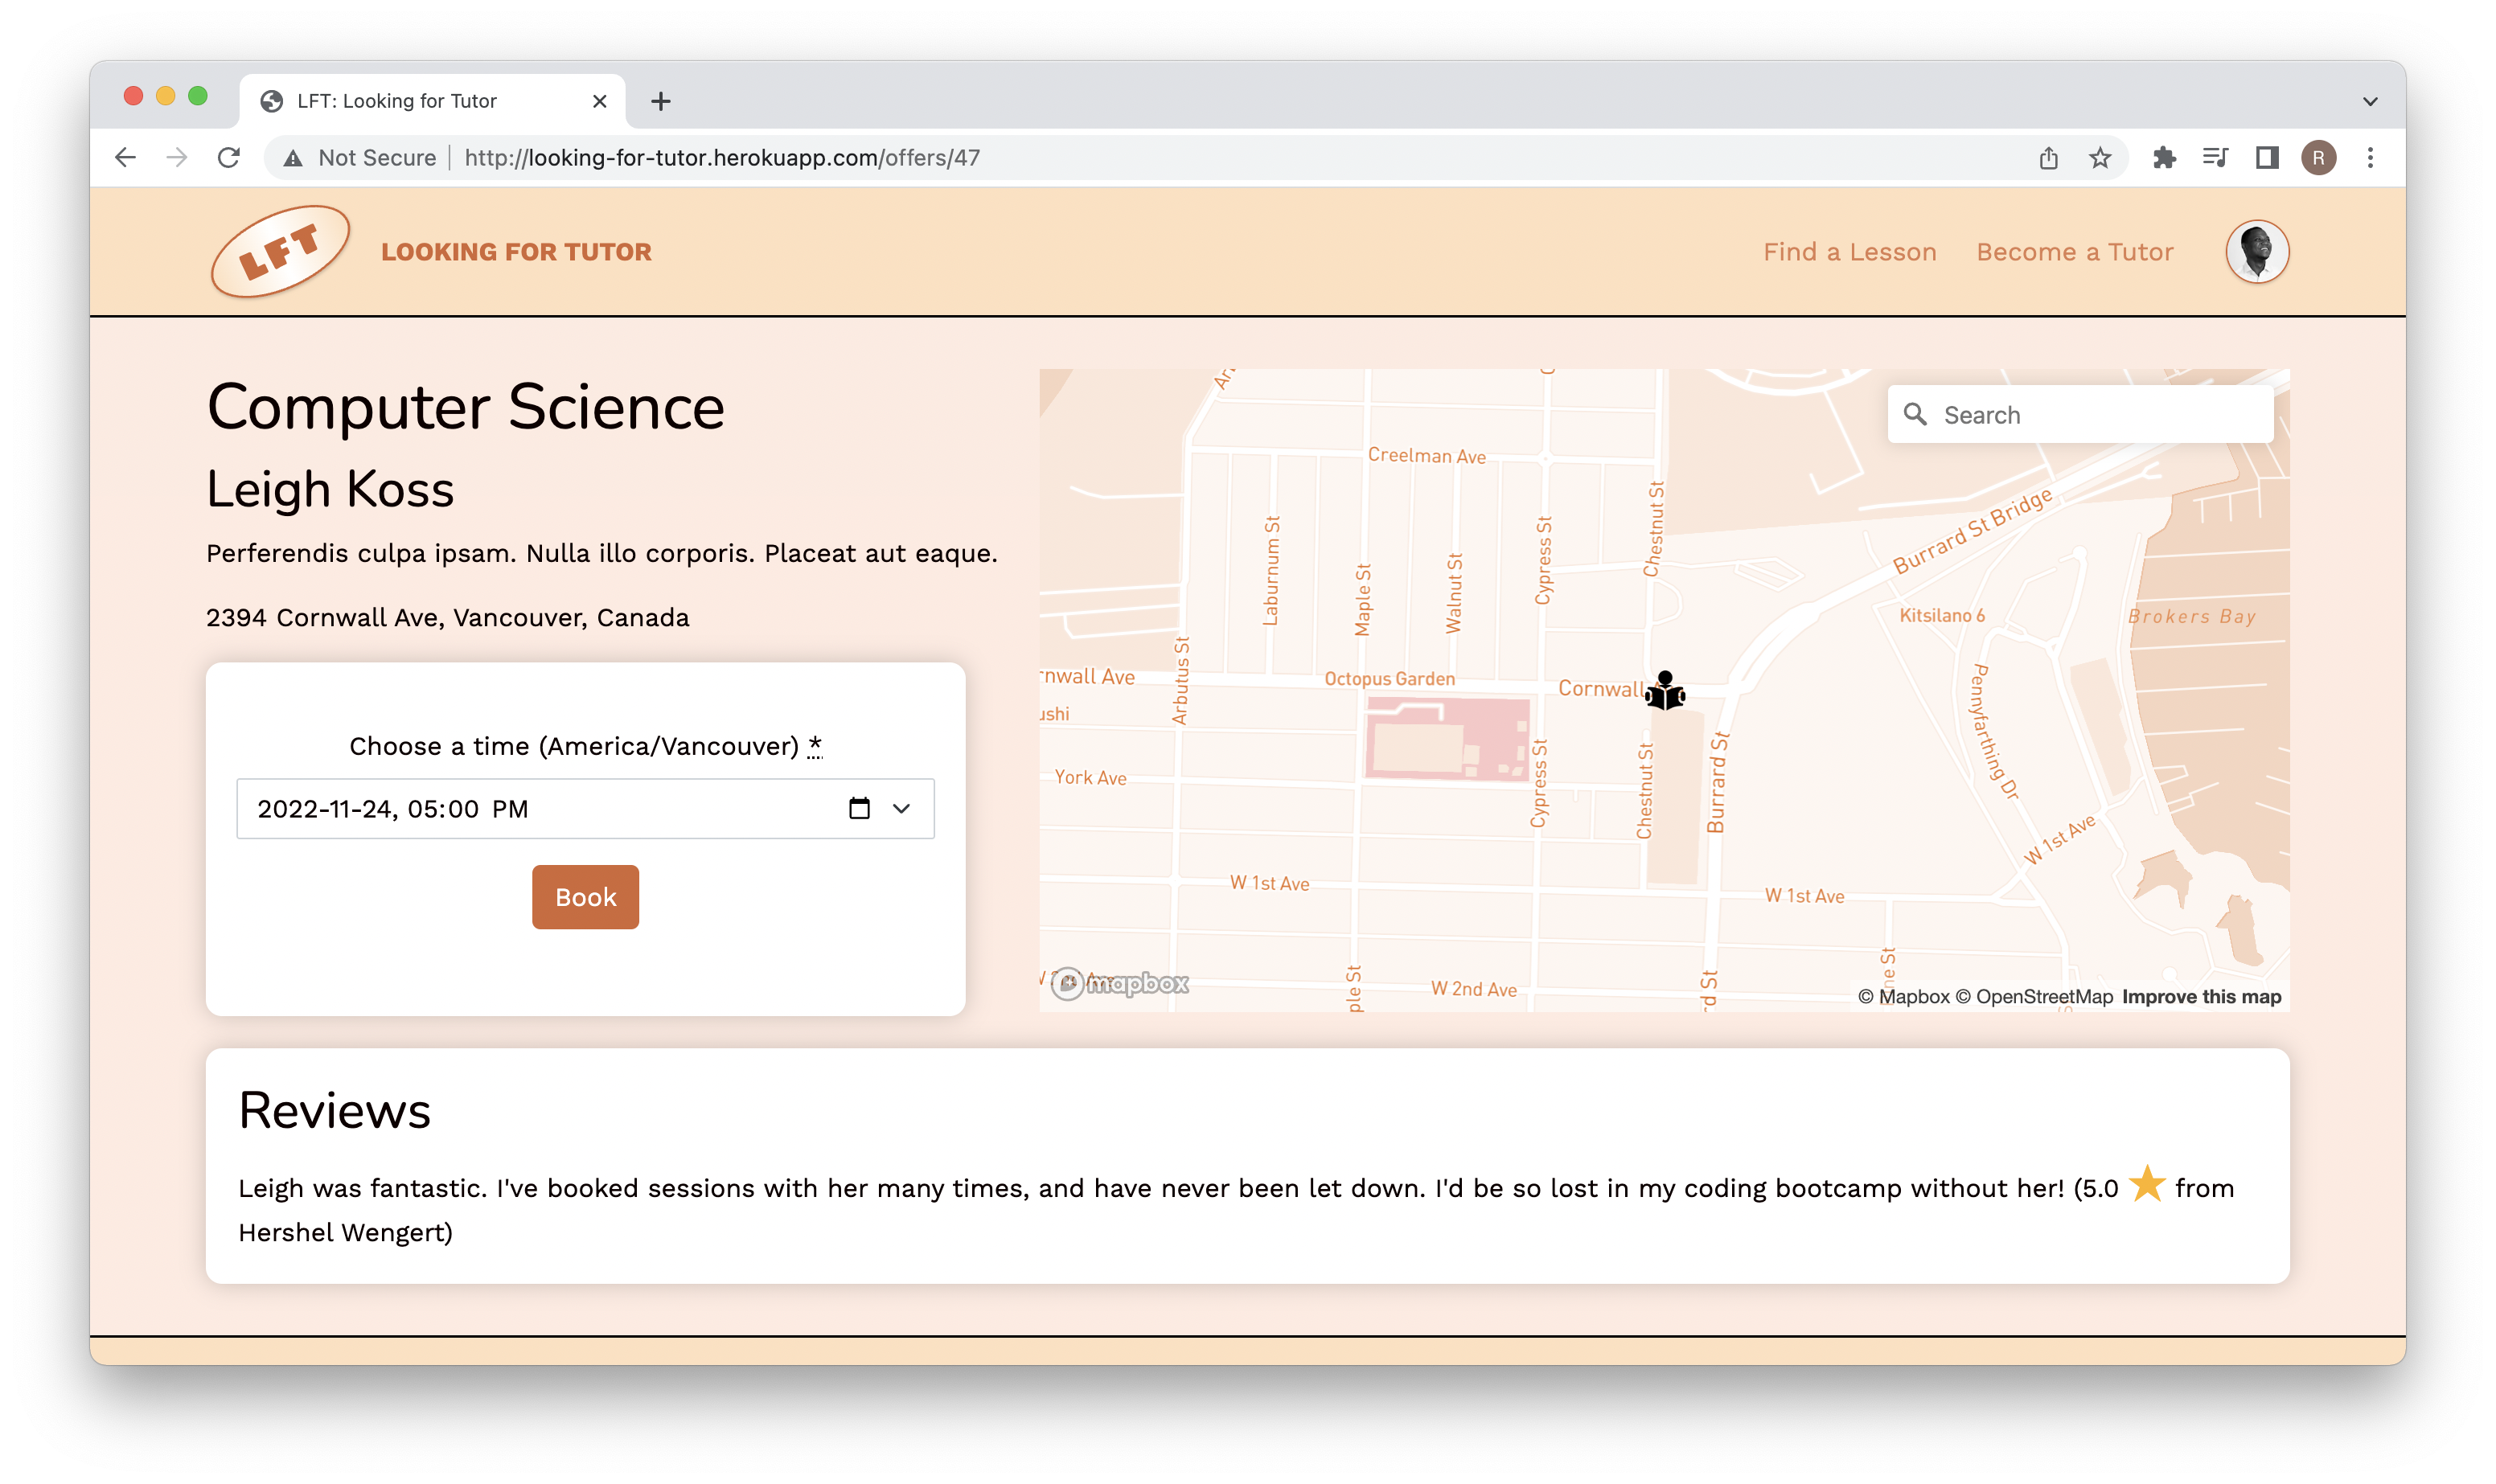 LFT: Looking for Tutor
Not Secure
http://looking-for-tutor.herokuapp.com/offers/47
R
LFT
LOOKING FOR TUTOR
Find a Lesson
Become a Tutor
Computer Science
Leigh Koss
Perferendis culpa ipsam. Nulla illo corporis. Placeat aut eaque.
2394 Cornwall Ave, Vancouver, Canada
Choose a time (America/Vancouver) *
2022-11-24, 05:00 PM
Book
Search
Creelman Ave
Chestnut St
Laburnum St
Maple St
Walnut St
Cypress St
Burrard St Bridge
Kitsilano 6
Brokers Bay
Arbutus St
rnwall Ave
Octopus Garden
Cornwall
ushi
Pennyfarthing Dr
York Ave
Cypress St
Chestnut St
Burrard St
W 1st Ave
W 1st Ave
W 1st Ave
ple St
W 2nd Ave
rd St
ne St
mapbox
© Mapbox © OpenStreetMap Improve this map
Reviews
Leigh was fantastic. I've booked sessions with her many times, and have never been let down. I'd be so lost in my coding bootcamp without her! (5.0 ⭐ from
Hershel Wengert)